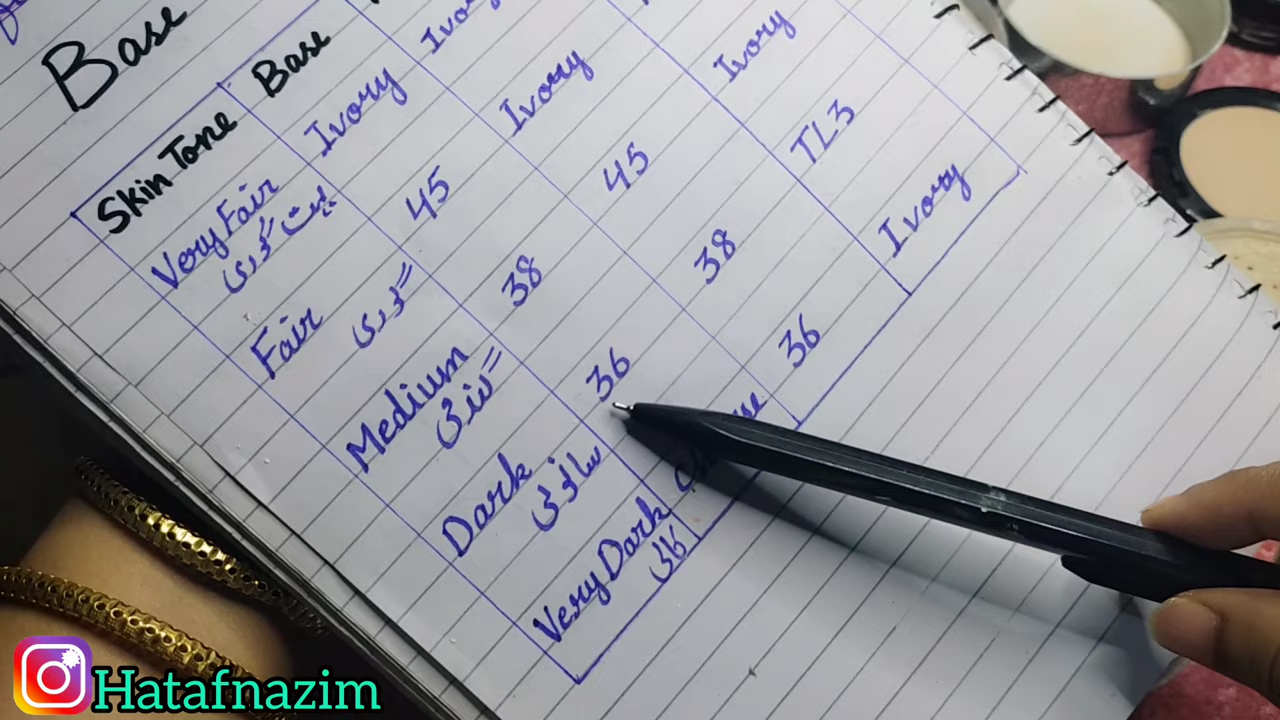 Base
Skin Tone Base
Very Fair Ivory Ivory
بہت گوری
Fair 45 Ivory Ivory
گوری
Medium 38 45 TL3
گندمی
Dark 36 38 Ivory
سانولی
Very Dark 36
کالی
Hatafnazim